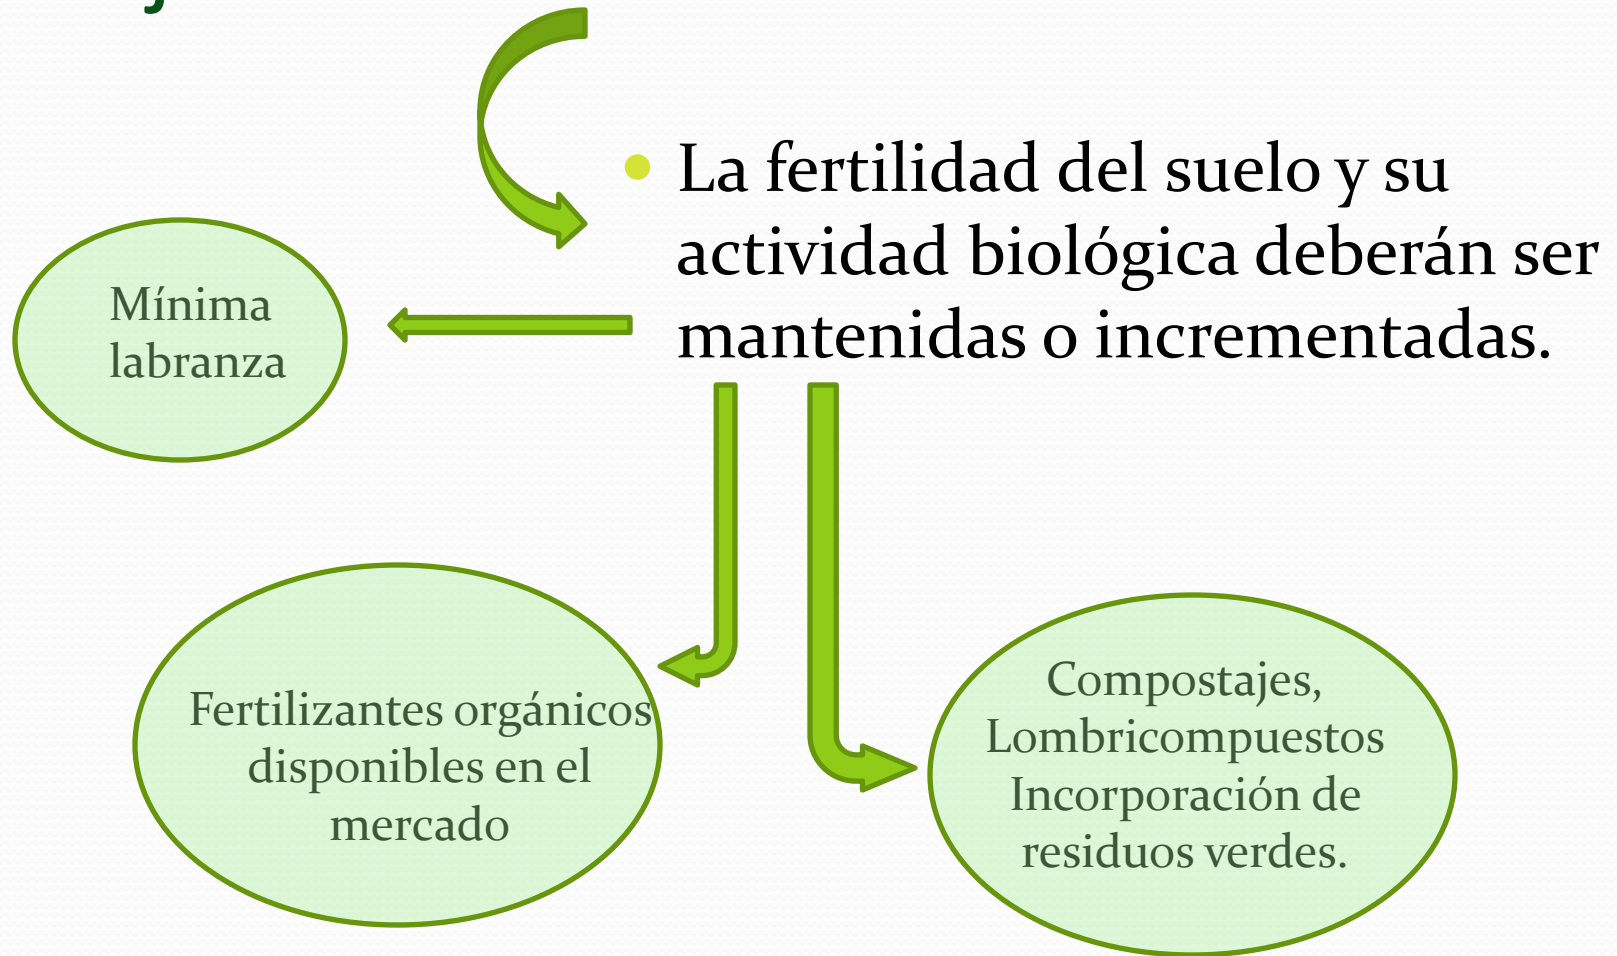 La fertilidad del suelo y su
actividad biológica deberán ser
mantenidas o incrementadas.
Mínima
labranza
Fertilizantes orgánicos
disponibles en el
mercado
Compostajes,
Lombricompuestos
Incorporación de
residuos verdes.